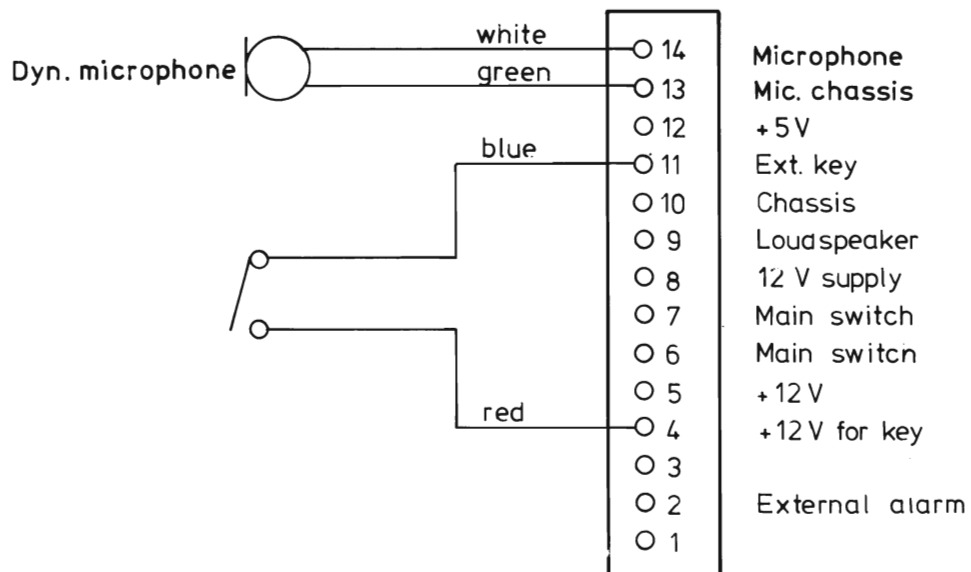 white
14 Microphone
Dyn. microphone
green
13 Mic. chassis
12 +5V
blue
11 Ext. key
10 Chassis
9 Loudspeaker
8 12 V supply
7 Main switch
6 Main switch
5 +12V
red
4 +12V for key
3
2 External alarm
1